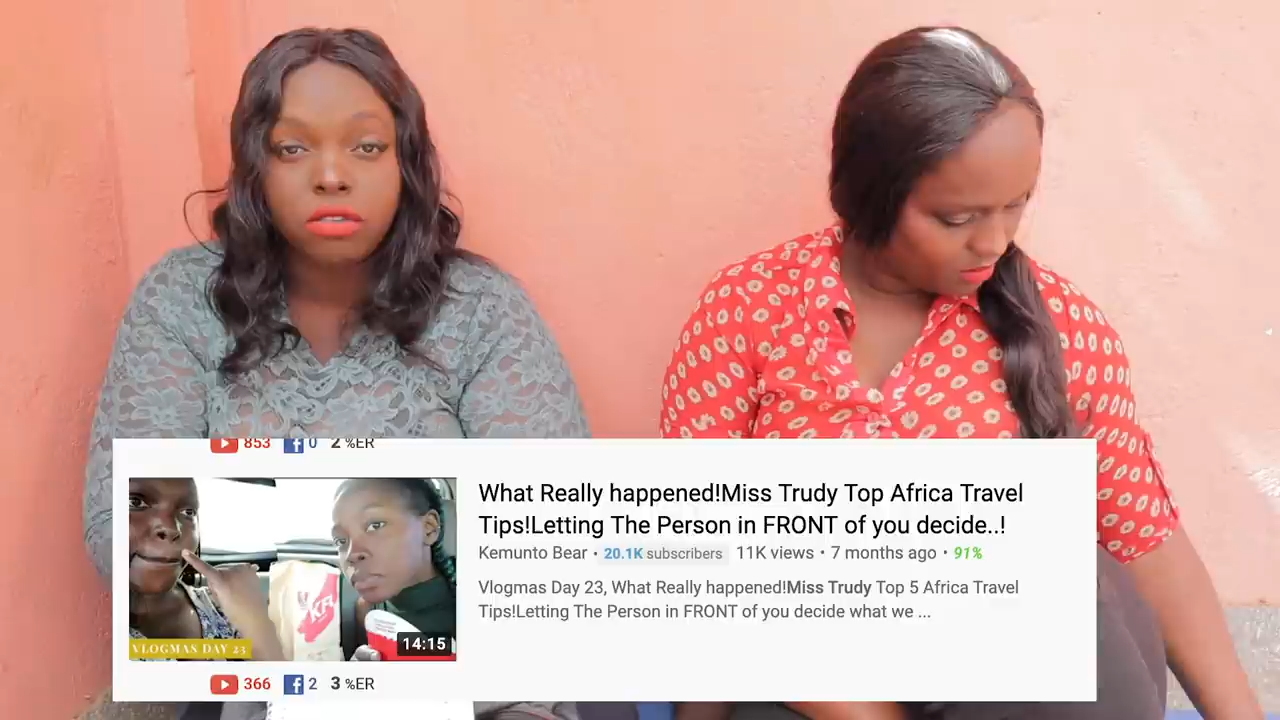 853 0 2 %ER
What Really happened!Miss Trudy Top Africa Travel
Tips!Letting The Person in FRONT of you decide..!
Kemunto Bear • 20.1K subscribers 11K views • 7 months ago • 91%
Vlogmas Day 23, What Really happened!Miss Trudy Top 5 Africa Travel
Tips!Letting The Person in FRONT of you decide what we ...
KFC
VLOGMAS DAY 23
14:15
366 2 3 %ER